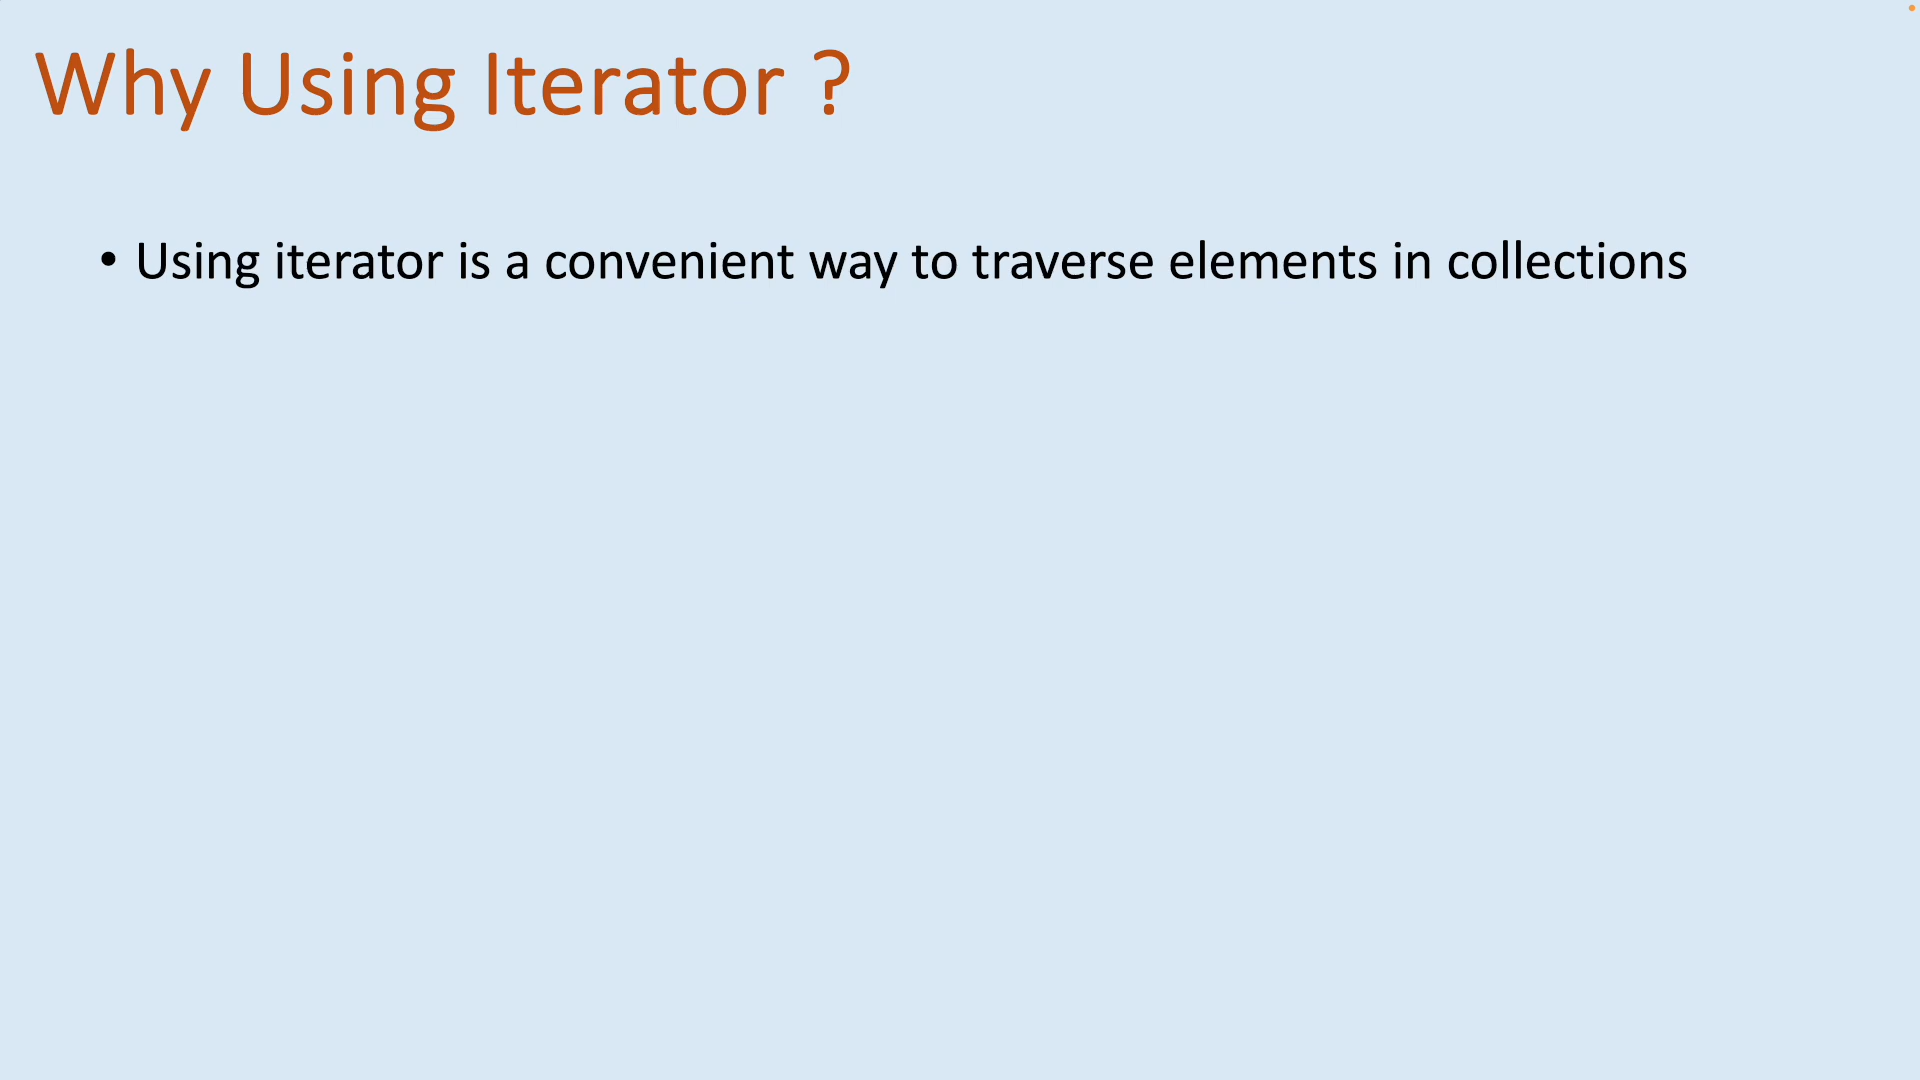 Why Using Iterator ?
• Using iterator is a convenient way to traverse elements in collections